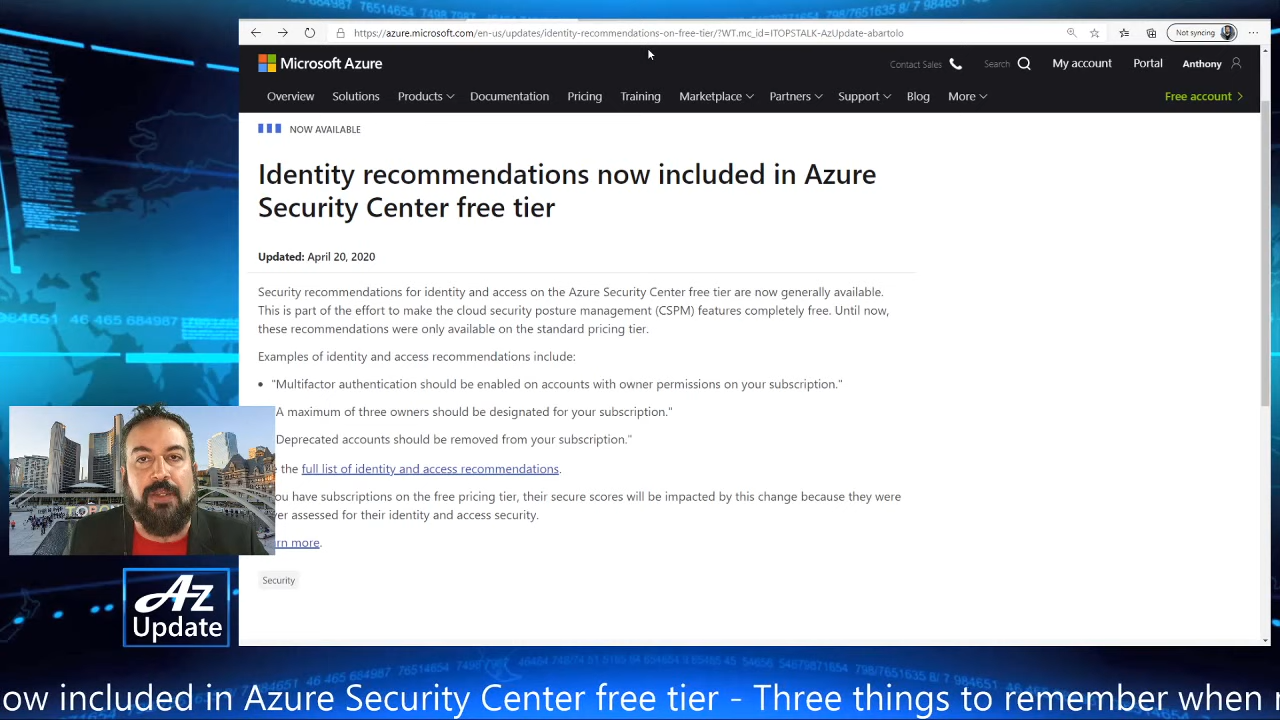 https://azure.microsoft.com/en-us/updates/identity-recommendations-on-free-tier/?WT.mc_id=ITOPSTALK-AzUpdate-abartolo
Not syncing
Microsoft Azure
Contact Sales
Search
My account
Portal
Anthony
Overview
Solutions
Products
Documentation
Pricing
Training
Marketplace
Partners
Support
Blog
More
Free account
NOW AVAILABLE
Identity recommendations now included in Azure
Security Center free tier
Updated: April 20, 2020
Security recommendations for identity and access on the Azure Security Center free tier are now generally available.
This is part of the effort to make the cloud security posture management (CSPM) features completely free. Until now,
these recommendations were only available on the standard pricing tier.
Examples of identity and access recommendations include:
• "Multifactor authentication should be enabled on accounts with owner permissions on your subscription."
A maximum of three owners should be designated for your subscription."
Deprecated accounts should be removed from your subscription."
the full list of identity and access recommendations.
have subscriptions on the free pricing tier, their secure scores will be impacted by this change because they were
assessed for their identity and access security.
more.
Security
Az
Update
ow included in Azure Security Center free tier - Three things to remember when